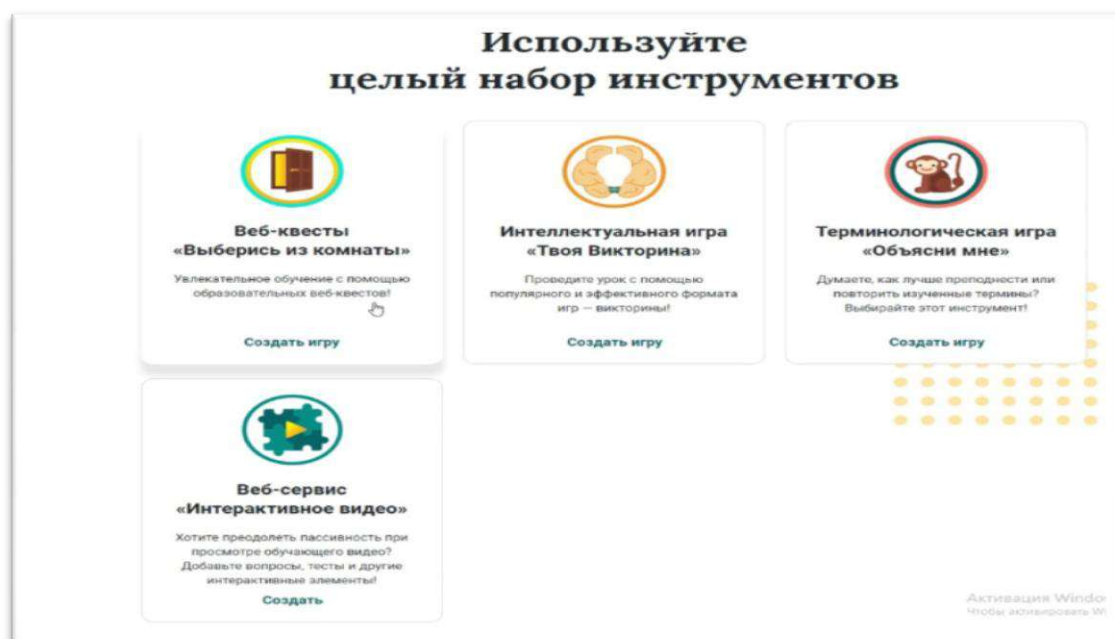 Используйте
целый набор инструментов
Веб-квесты
«Выберись из комнаты»
Увлекательное обучение с помощью
образовательных веб-квестов!
Создать игру
Интеллектуальная игра
«Твоя Викторина»
Проведите урок с помощью
популярного и эффективного формата
игр — викторины!
Создать игру
Терминологическая игра
«Объясни мне»
Думаете, как лучше преподнести или
повторить изученные термины?
Выбирайте этот инструмент!
Создать игру
Веб-сервис
«Интерактивное видео»
Хотите преодолеть пассивность при
просмотре обучающего видео?
Добавьте вопросы, тесты и другие
интерактивные элементы!
Создать
Активация Windo
Чтобы активировать Wi